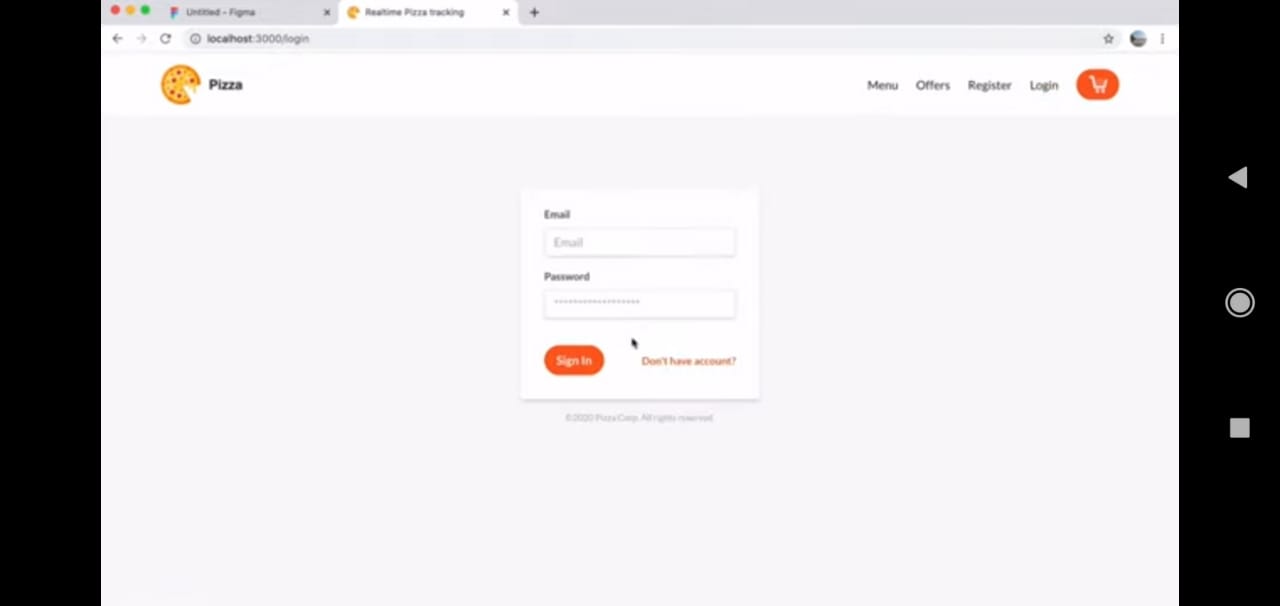 Untitled – Figma
Realtime Pizza tracking
localhost:3000/login
Pizza
Menu Offers Register Login
Email
Email
Password
******************
Sign In
Don't have account?
©2020 Pizza Corp. All rights reserved